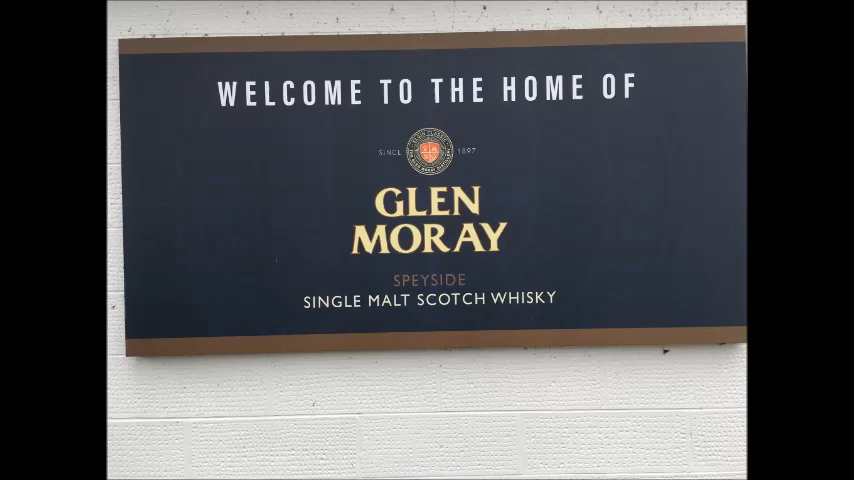 WELCOME TO THE HOME OF
SINCE 1897
GLEN
MORAY
SPEYSIDE
SINGLE MALT SCOTCH WHISKY